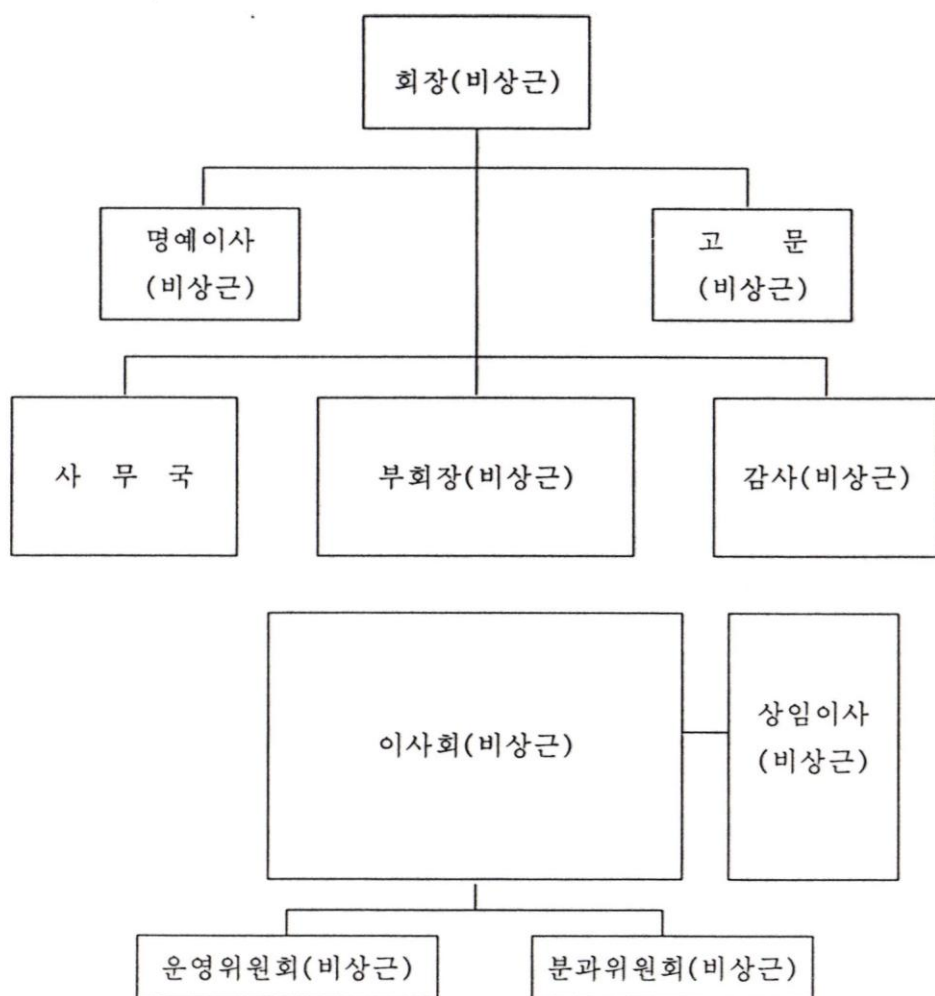 회장(비상근)
명예이사
(비상근)
고 문
(비상근)
사 무 국
부회장(비상근)
감사(비상근)
이사회(비상근)
상임이사
(비상근)
운영위원회(비상근)
분과위원회(비상근)